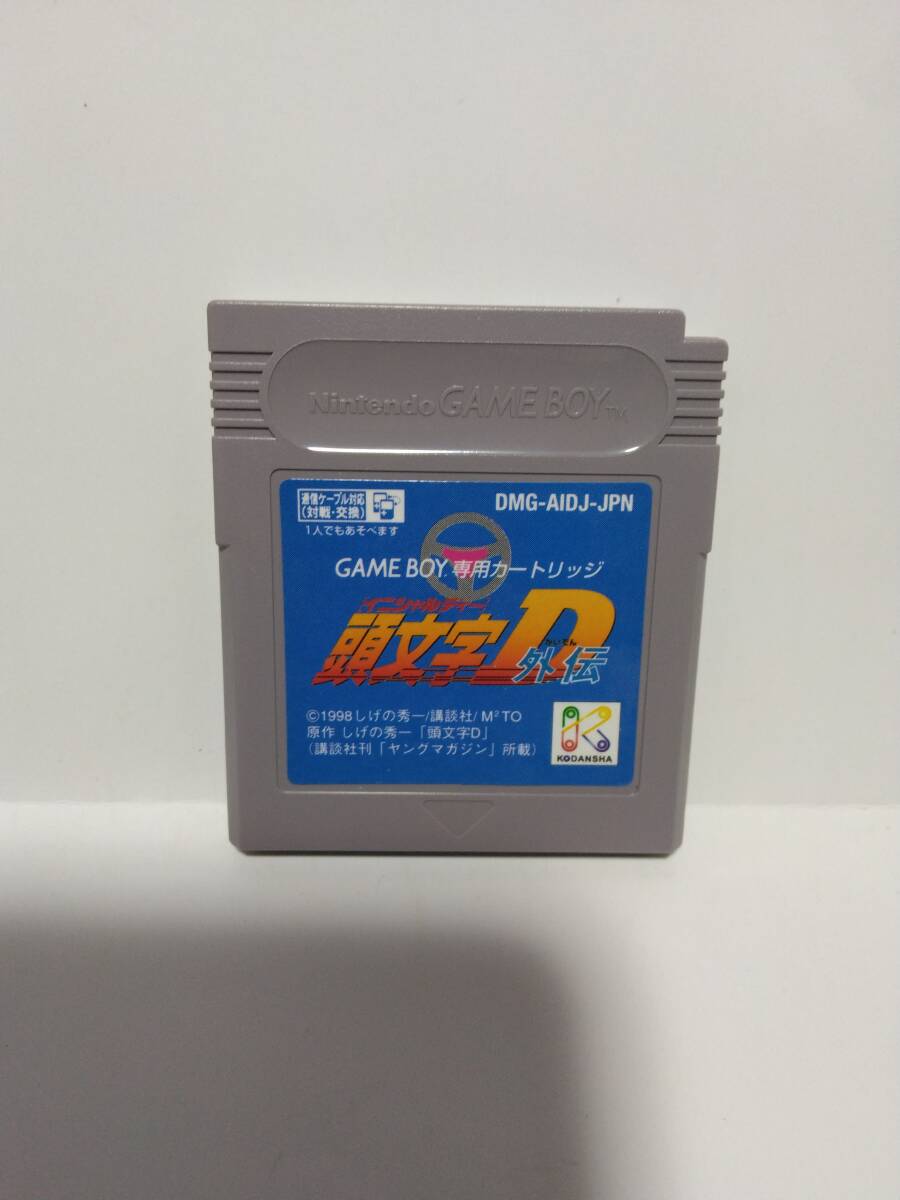 Nintendo GAME BOY TM
通信ケーブル対応
(対戦・交換)
1人でもあそべます
DMG-AIDJ-JPN
GAME BOY 専用カートリッジ
イニシャルディー
頭文字D
がいでん
外伝
©1998 しげの秀一/講談社/ M²TO
原作 しげの秀一「頭文字D」
(講談社刊「ヤングマガジン」所載)
KODANSHA